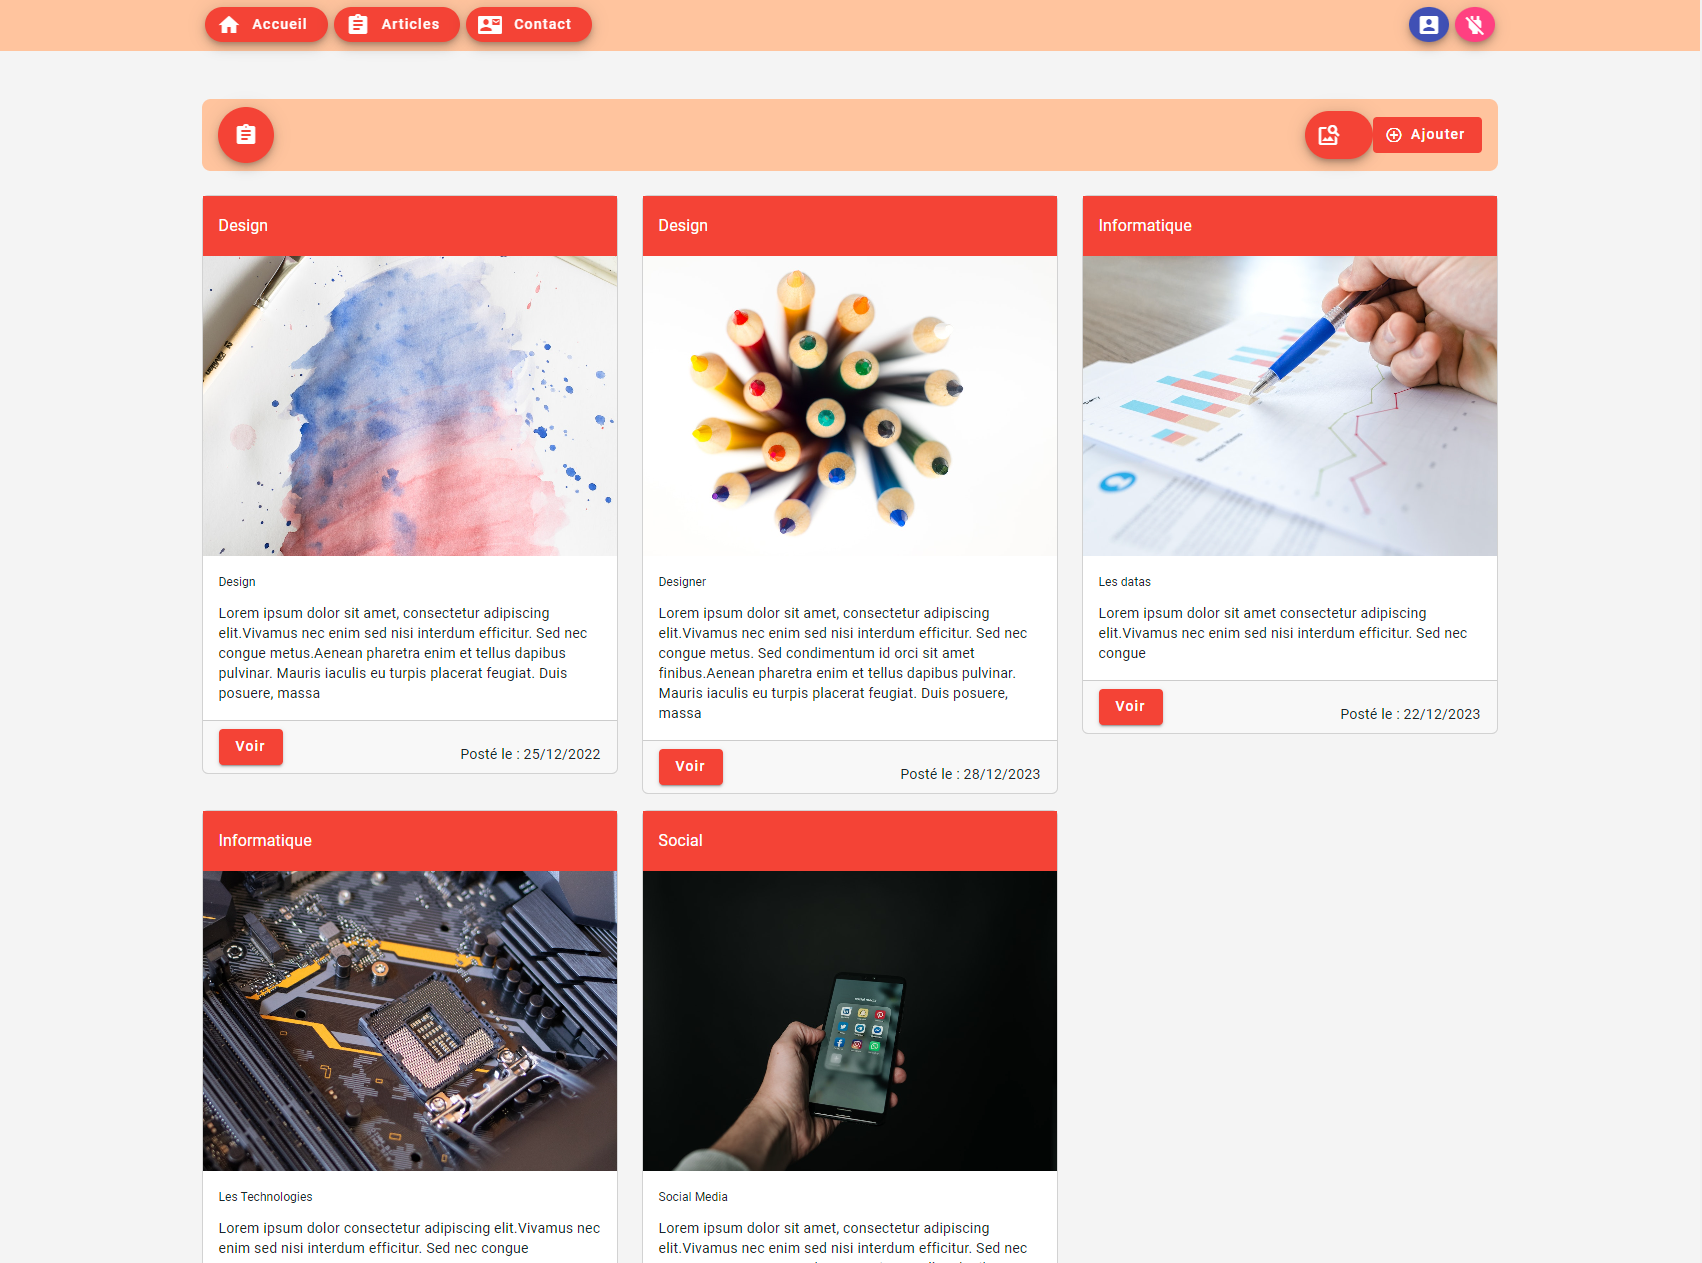 Accueil
Articles
Contact
Ajouter
Design
Design
Lorem ipsum dolor sit amet, consectetur adipiscing
elit.Vivamus nec enim sed nisi interdum efficitur. Sed nec
congue metus.Aenean pharetra enim et tellus dapibus
pulvinar. Mauris iaculis eu turpis placerat feugiat. Duis
posuere, massa
Voir
Posté le : 25/12/2022
Design
Designer
Lorem ipsum dolor sit amet, consectetur adipiscing
elit.Vivamus nec enim sed nisi interdum efficitur. Sed nec
congue metus. Sed condimentum id orci sit amet
finibus.Aenean pharetra enim et tellus dapibus pulvinar.
Mauris iaculis eu turpis placerat feugiat. Duis posuere,
massa
Voir
Posté le : 28/12/2023
Informatique
Les datas
Lorem ipsum dolor sit amet consectetur adipiscing
elit.Vivamus nec enim sed nisi interdum efficitur. Sed nec
congue
Voir
Posté le : 22/12/2023
Informatique
Les Technologies
Lorem ipsum dolor consectetur adipiscing elit.Vivamus nec
enim sed nisi interdum efficitur. Sed nec congue
Social
Social Media
Lorem ipsum dolor sit amet, consectetur adipiscing
elit.Vivamus nec enim sed nisi interdum efficitur. Sed nec